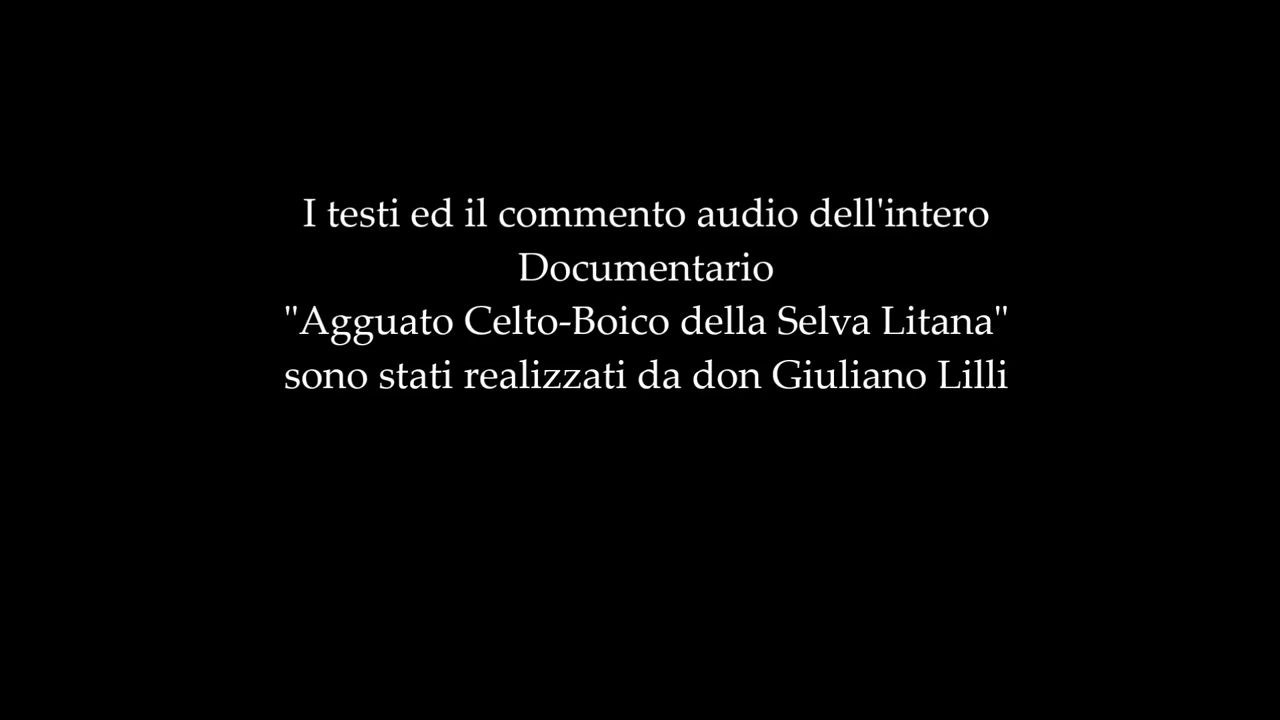 I testi ed il commento audio dell'intero
Documentario
"Agguato Celto-Boico della Selva Litana"
sono stati realizzati da don Giuliano Lilli